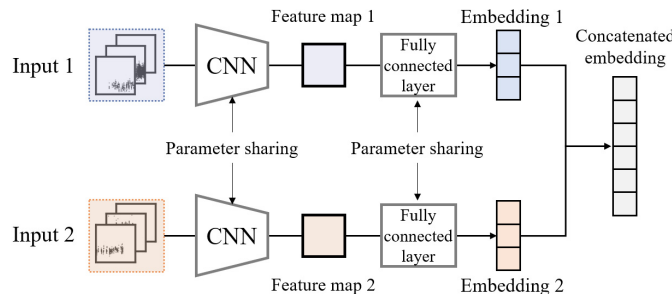 Feature map 1
Embedding 1
Concatenated
embedding
Input 1
CNN
Fully
connected
layer
Parameter sharing
Parameter sharing
Input 2
CNN
Fully
connected
layer
Feature map 2
Embedding 2